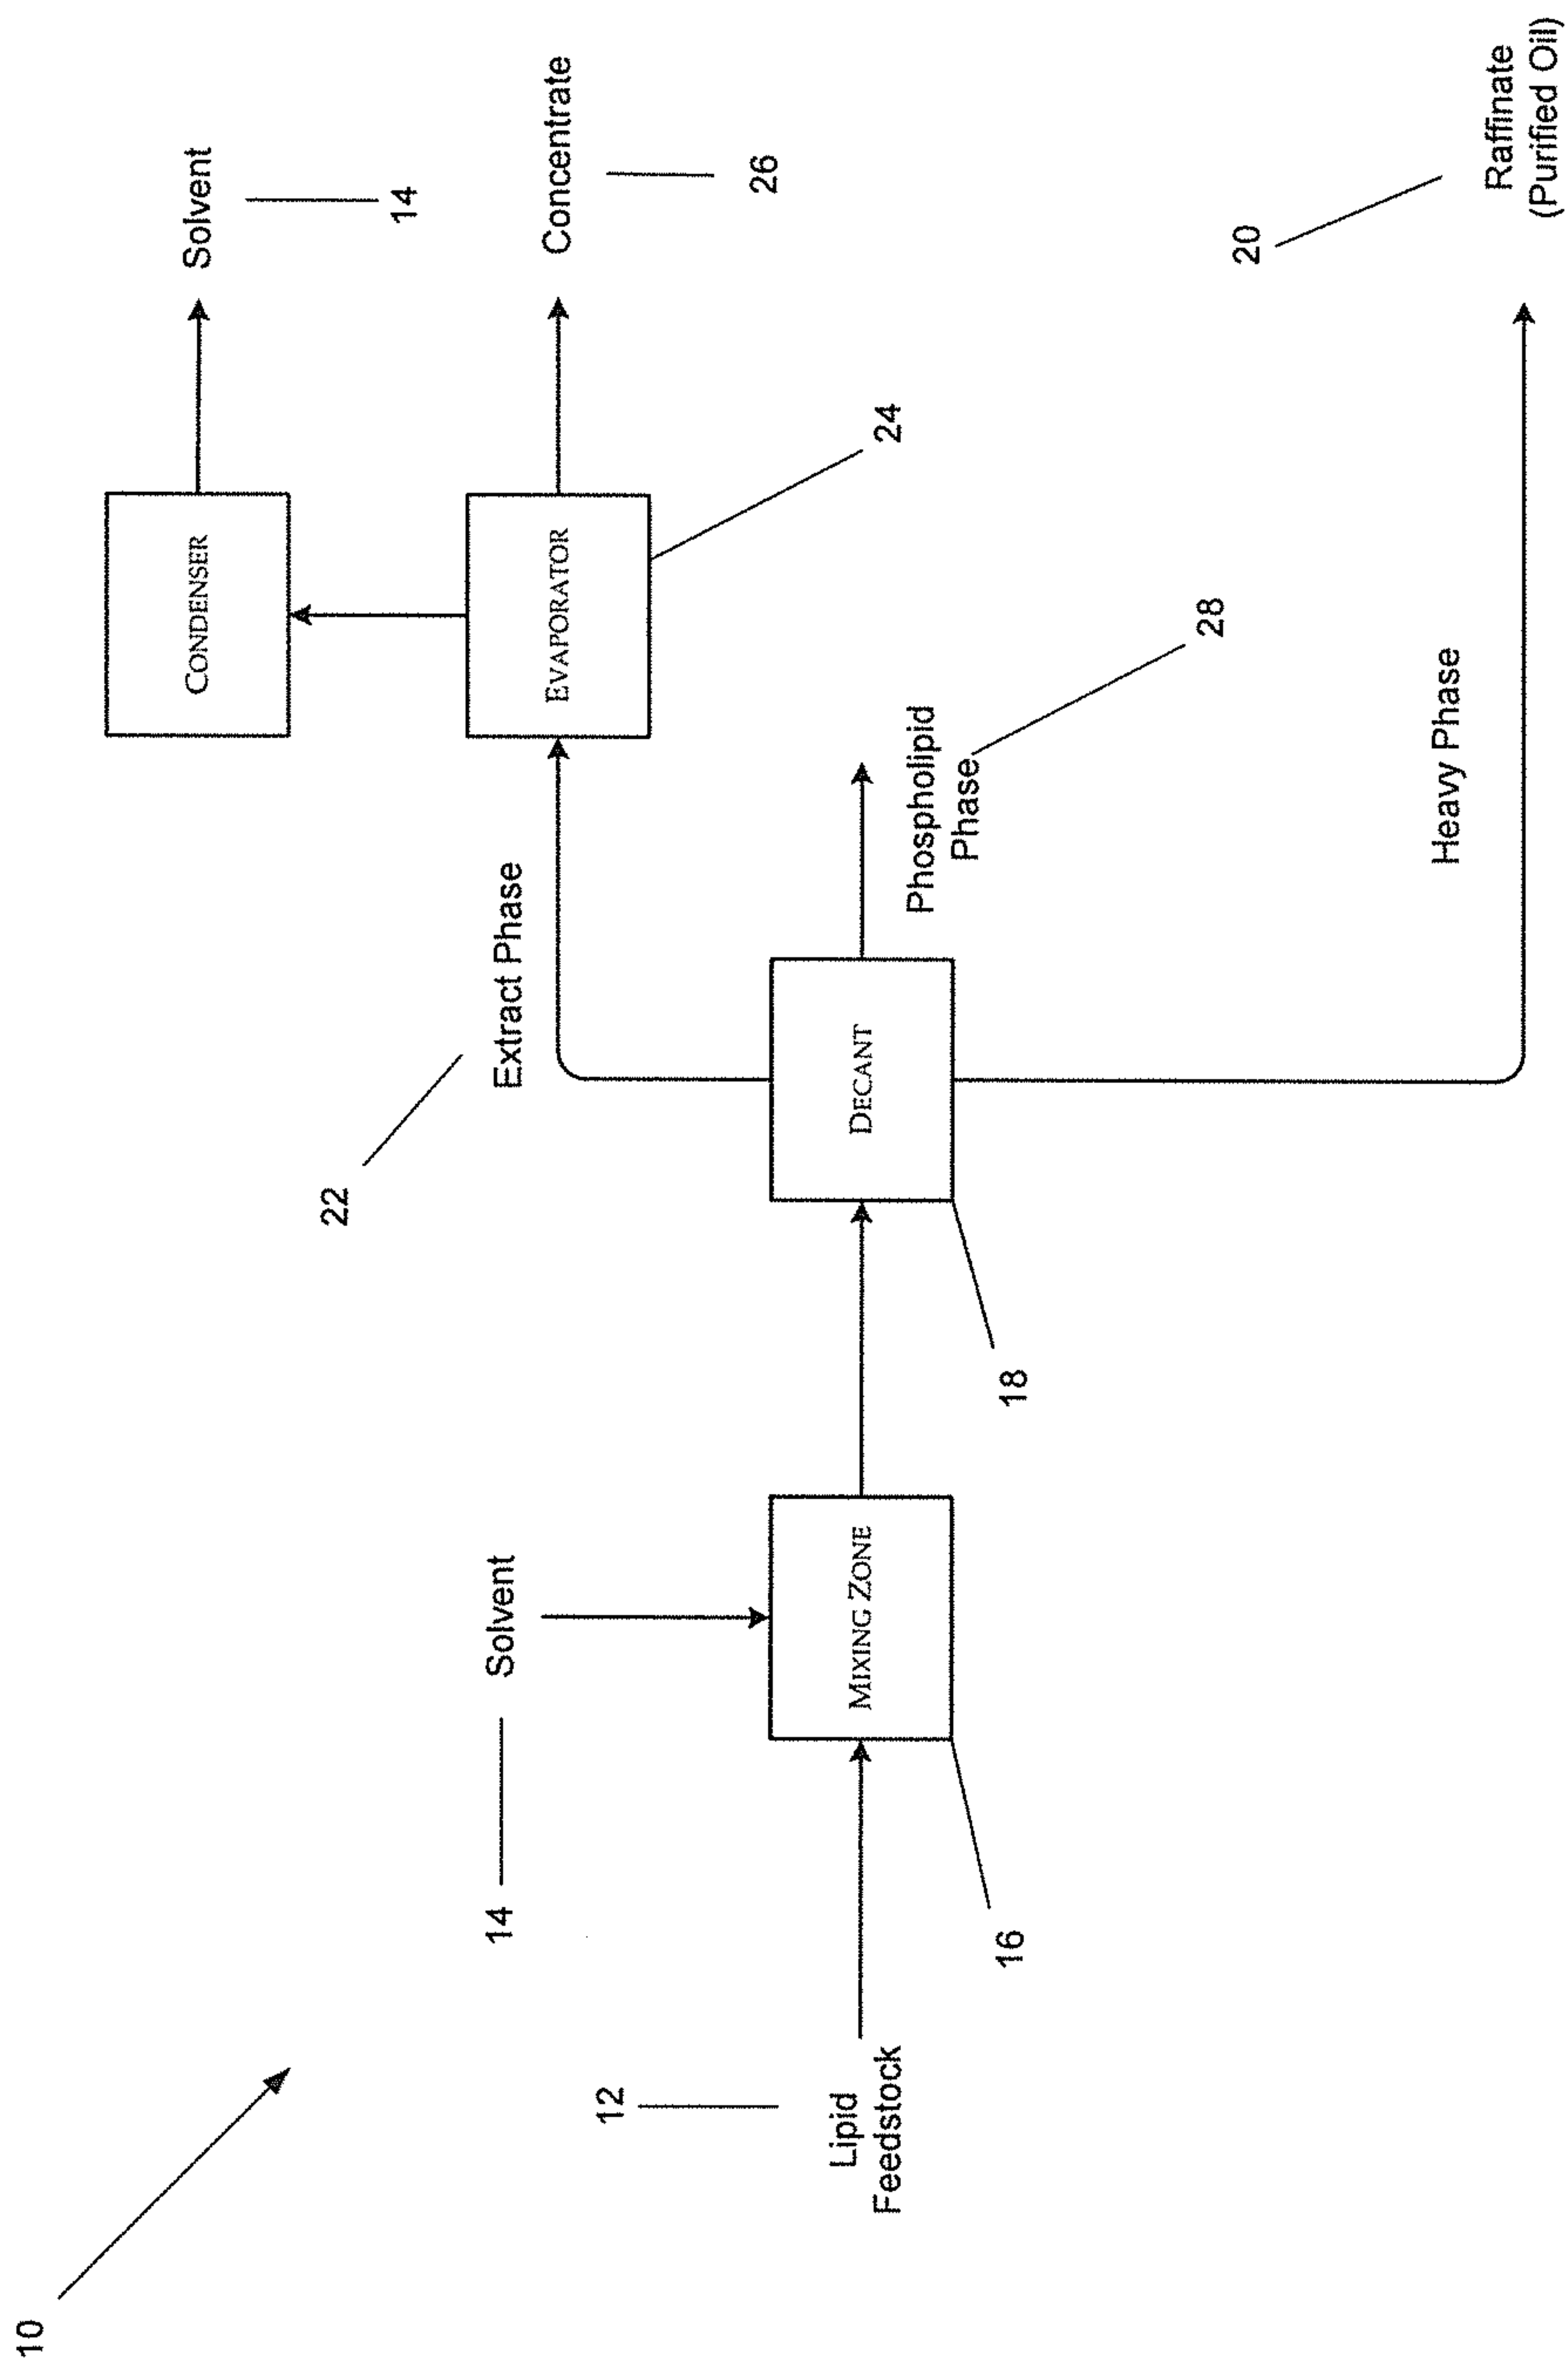 10
12
Lipid
Feedstock
14
Solvent
MIXING ZONE
16
22
Extract Phase
DECANT
18
Phospholipid
Phase
28
CONDENSER
Solvent
14
EVAPORATOR
24
Concentrate
26
Heavy Phase
20
Raffinate
(Purified Oil)